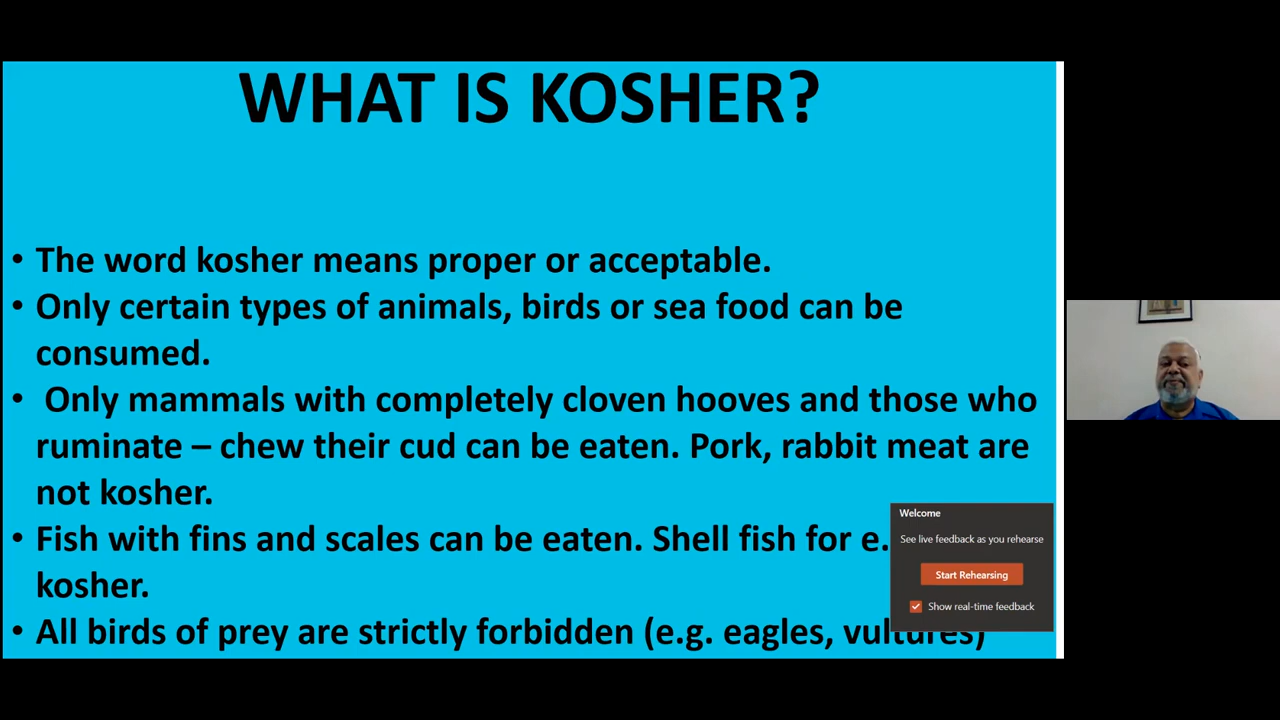 WHAT IS KOSHER?
• The word kosher means proper or acceptable.
• Only certain types of animals, birds or sea food can be
consumed.
• Only mammals with completely cloven hooves and those who
ruminate – chew their cud can be eaten. Pork, rabbit meat are
not kosher.
• Fish with fins and scales can be eaten. Shell fish for e.
kosher.
• All birds of prey are strictly forbidden (e.g. eagles, vultures)
Welcome
See live feedback as you rehearse
Start Rehearsing
Show real-time feedback